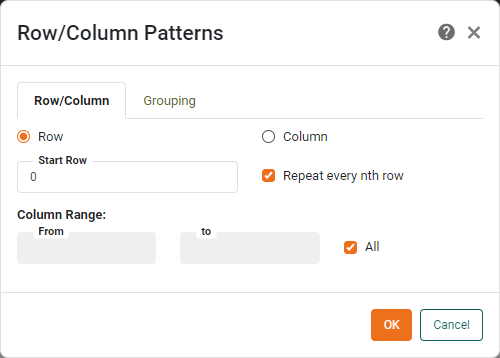 Row/Column Patterns
Row/Column Grouping
Row Column
Start Row
0
Repeat every nth row
Column Range:
From to
All
OK Cancel